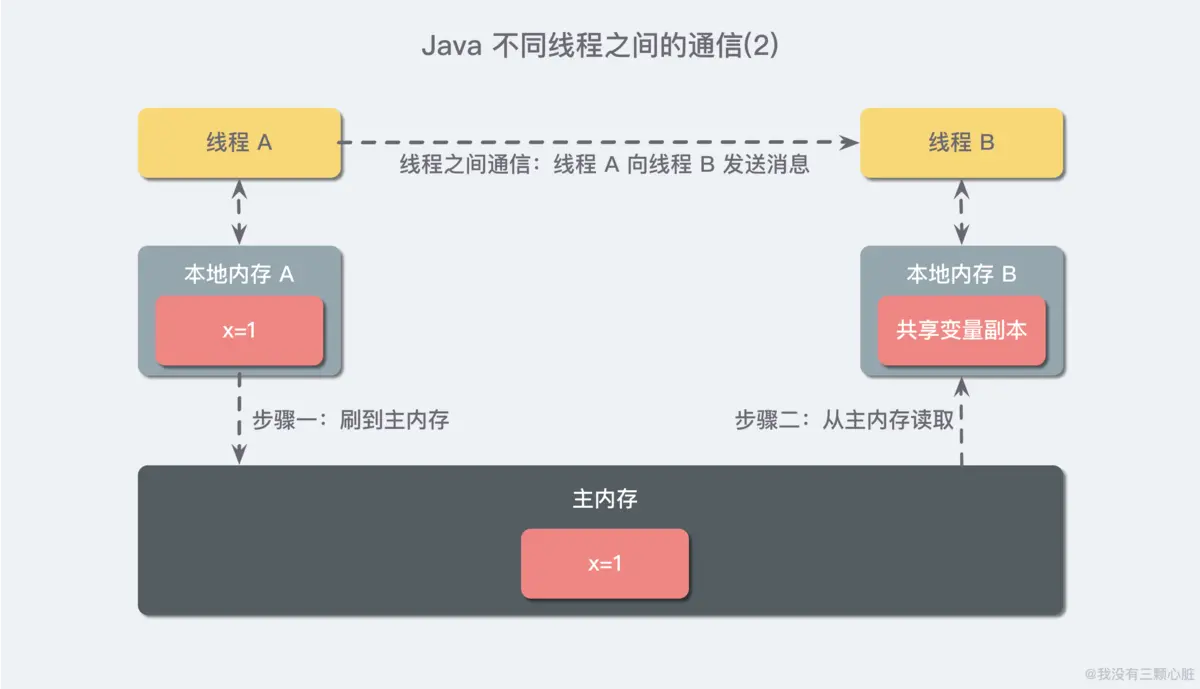 Java 不同线程之间的通信(2)
线程 A
线程 B
线程之间通信：线程 A 向线程 B 发送消息
本地内存 A
本地内存 B
x=1
共享变量副本
步骤一：刷到主内存
步骤二：从主内存读取
主内存
x=1
@我没有三颗心脏